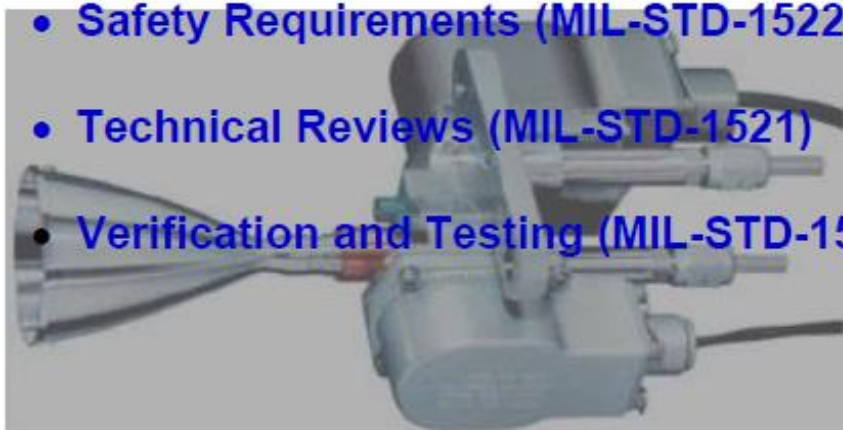 • Safety Requirements (MIL-STD-1522
• Technical Reviews (MIL-STD-1521)
• Verification and Testing (MIL-STD-15